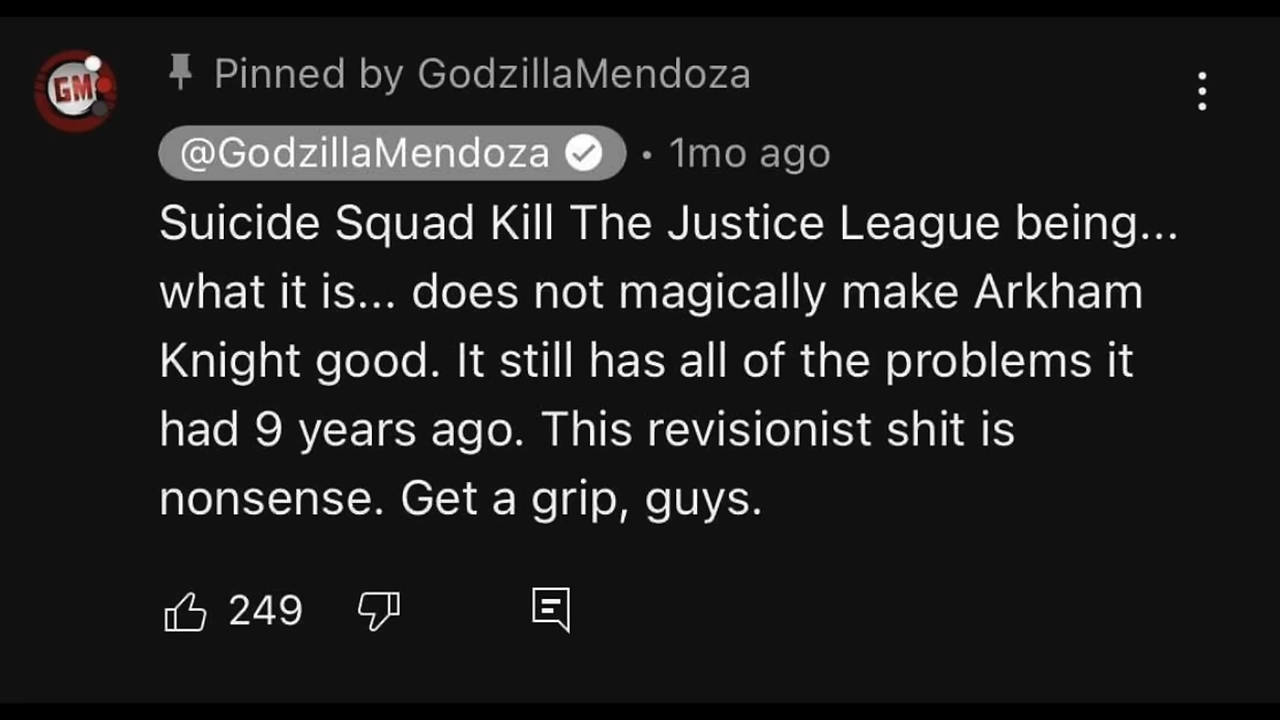 GM
Pinned by GodzillaMendoza
@GodzillaMendoza • 1mo ago
Suicide Squad Kill The Justice League being...
what it is... does not magically make Arkham
Knight good. It still has all of the problems it
had 9 years ago. This revisionist shit is
nonsense. Get a grip, guys.
249